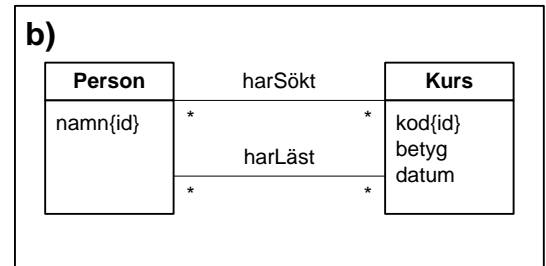 b)
Person harSökt Kurs
namn{id} * * kod{id}
betyg
harLäst
datum
* *